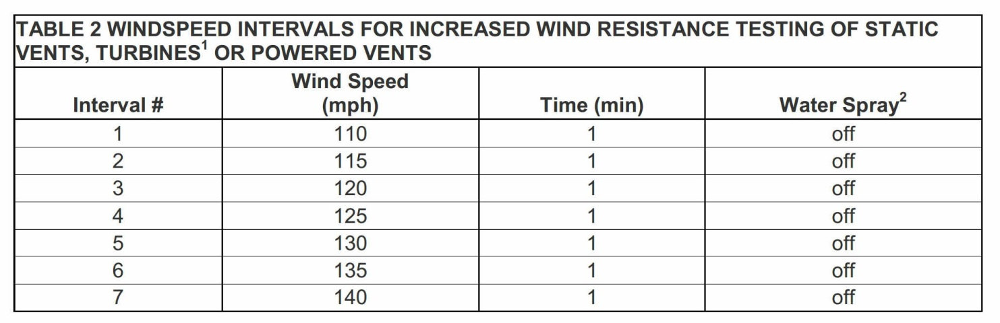 TABLE 2 WINDSPEED INTERVALS FOR INCREASED WIND RESISTANCE TESTING OF STATIC
VENTS, TURBINES¹ OR POWERED VENTS
Interval # Wind Speed (mph) Time (min) Water Spray²
1 110 1 off
2 115 1 off
3 120 1 off
4 125 1 off
5 130 1 off
6 135 1 off
7 140 1 off